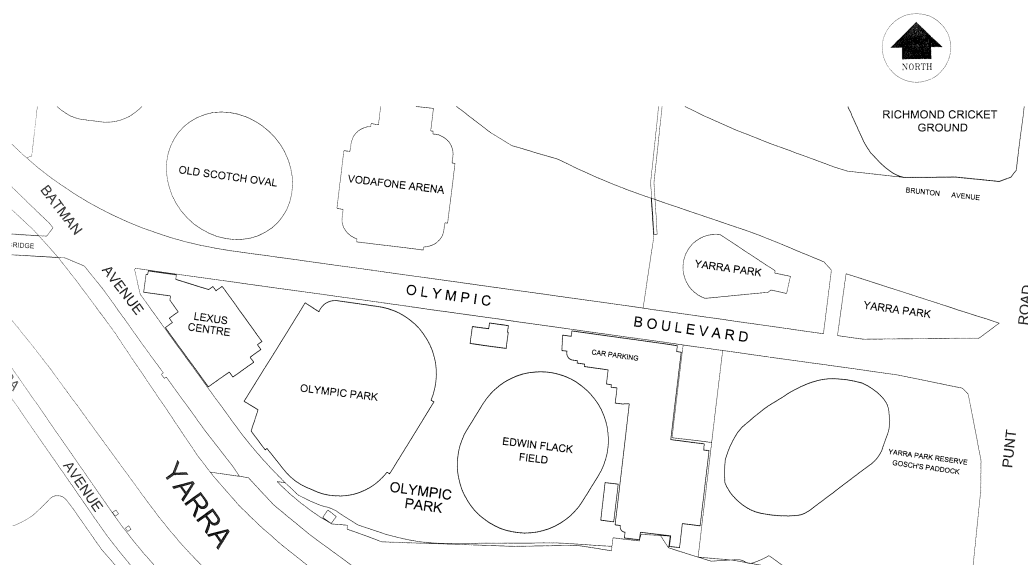 NORTH
RICHMOND CRICKET
GROUND
OLD SCOTCH OVAL
VODAFONE ARENA
BRUNTON AVENUE
BATMAN
AVENUE
RIDGE
YARRA PARK
YARRA PARK
OLYMPIC
BOULEVARD
ROAD
LEXUS
CENTRE
CAR PARKING
OLYMPIC PARK
EDWIN FLACK
FIELD
YARRA PARK RESERVE
GOSCH'S PADDOCK
PUNT
OLYMPIC
PARK
AVENUE
YARRA